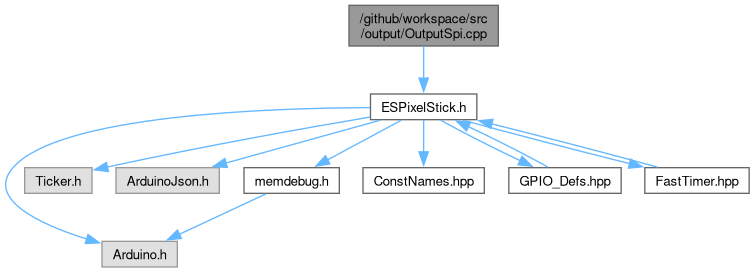 /github/workspace/src
/output/OutputSpi.cpp
ESPixelStick.h
Ticker.h
ArduinoJson.h
memdebug.h
ConstNames.hpp
GPIO_Defs.hpp
FastTimer.hpp
Arduino.h